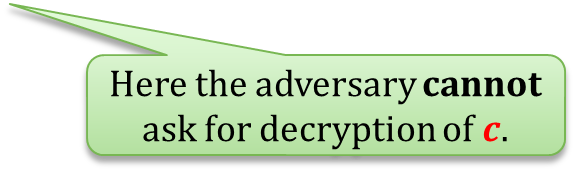 Here the adversary cannot
ask for decryption of c.